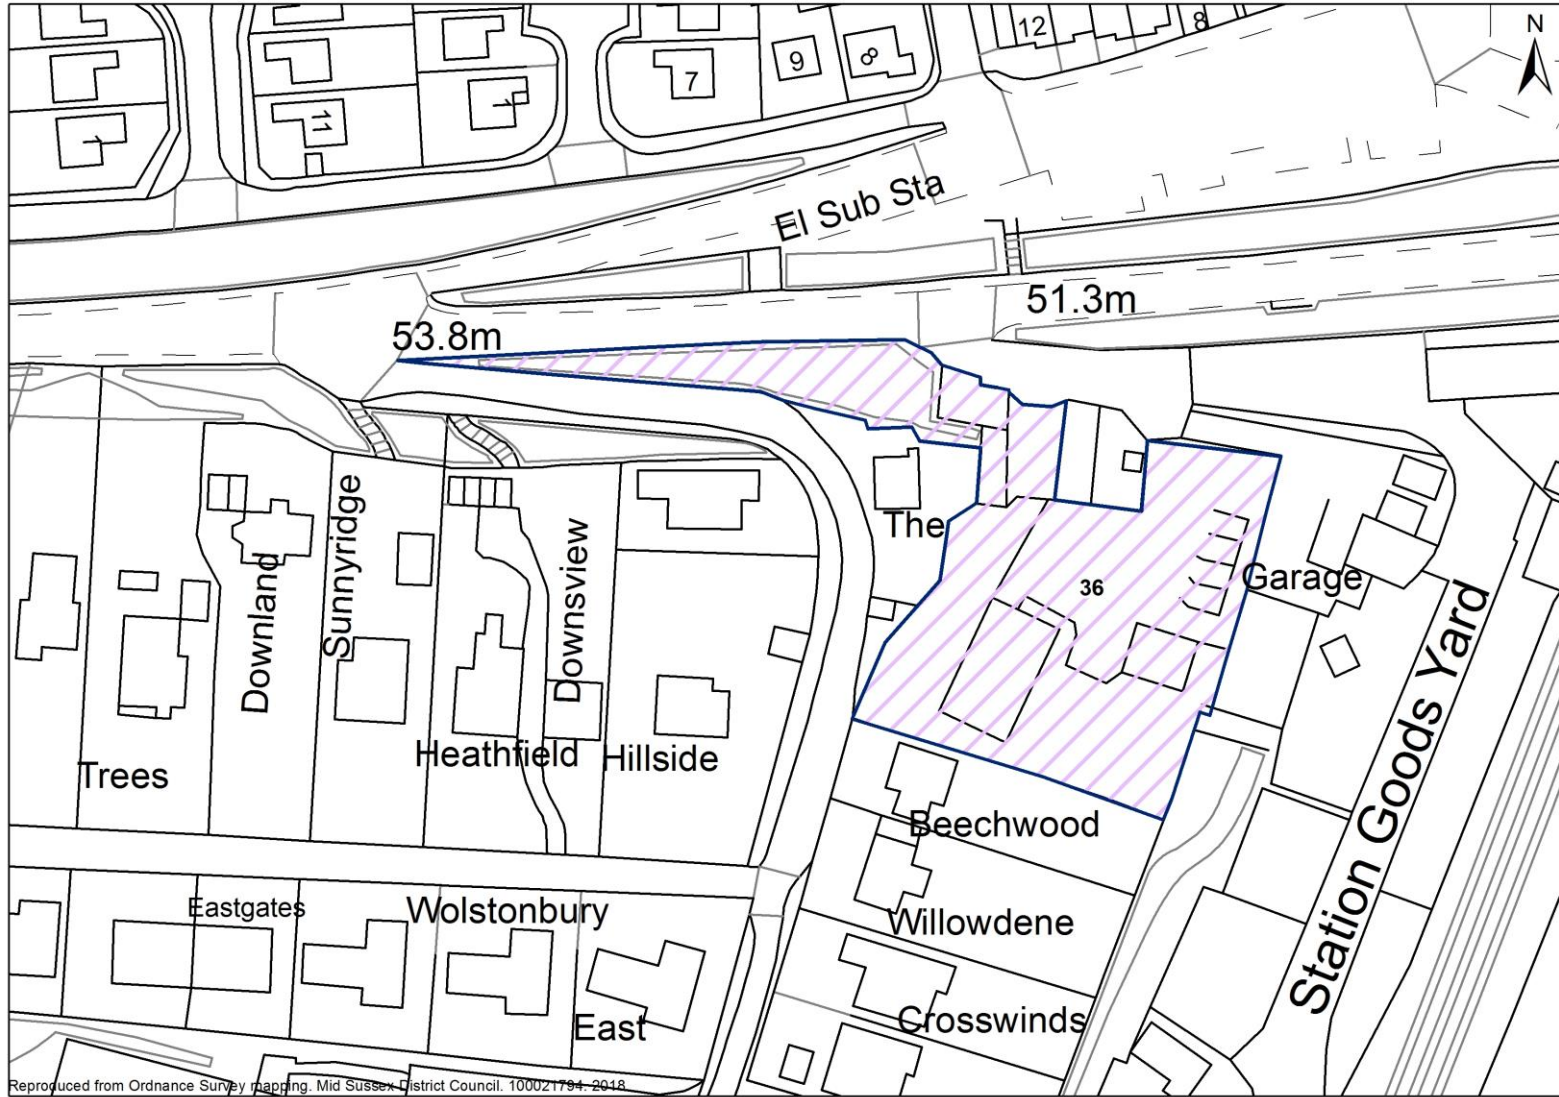 N
12
8
9
8
7
11
1
1
El Sub Sta
51.3m
53.8m
The
36
Garage
Sunnyridge
Downland
Downsview
Station Goods Yard
Heathfield
Hillside
Trees
Beechwood
Eastgates
Wolstonbury
Willowdene
East
Crosswinds
Reproduced from Ordnance Survey mapping. Mid Sussex District Council. 100021794. 2018